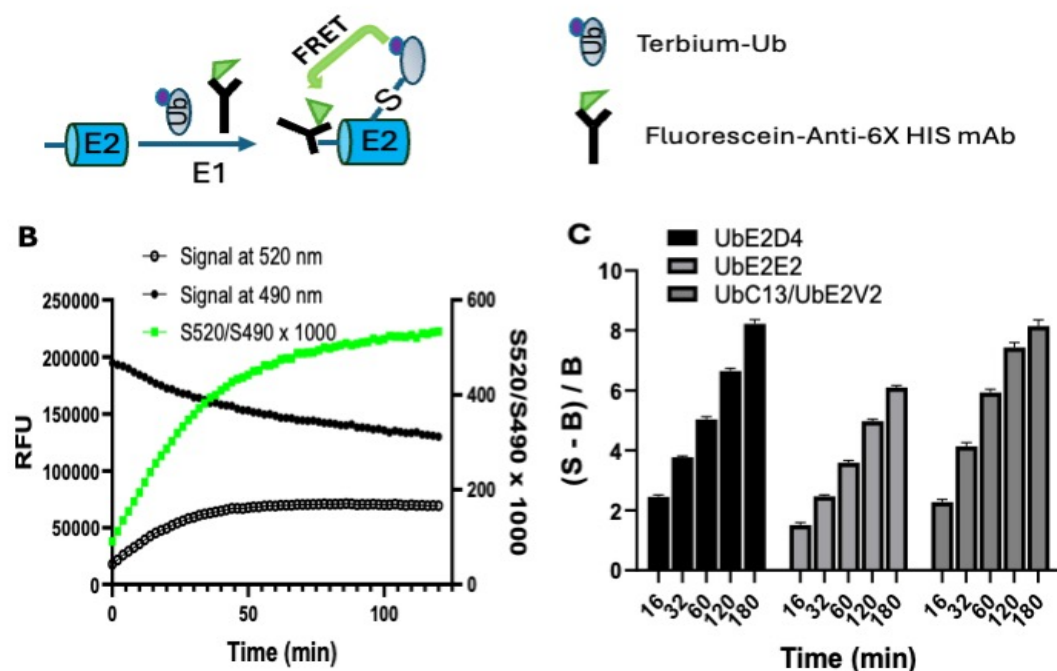 FRET
Ub
S
E2
E1
E2
Ub
Terbium-Ub
Fluorescein-Anti-6X HIS mAb
B
Signal at 520 nm
Signal at 490 nm
S520/S490 x 1000
250000
200000
150000
100000
50000
0
RFU
600
400
200
0
S520/S490 x 1000
0
50
100
Time (min)
C
UbE2D4
UbE2E2
UbC13/UbE2V2
10
8
6
4
2
0
(S - B) / B
16
32
60
120
180
16
32
60
120
180
16
32
60
120
180
Time (min)